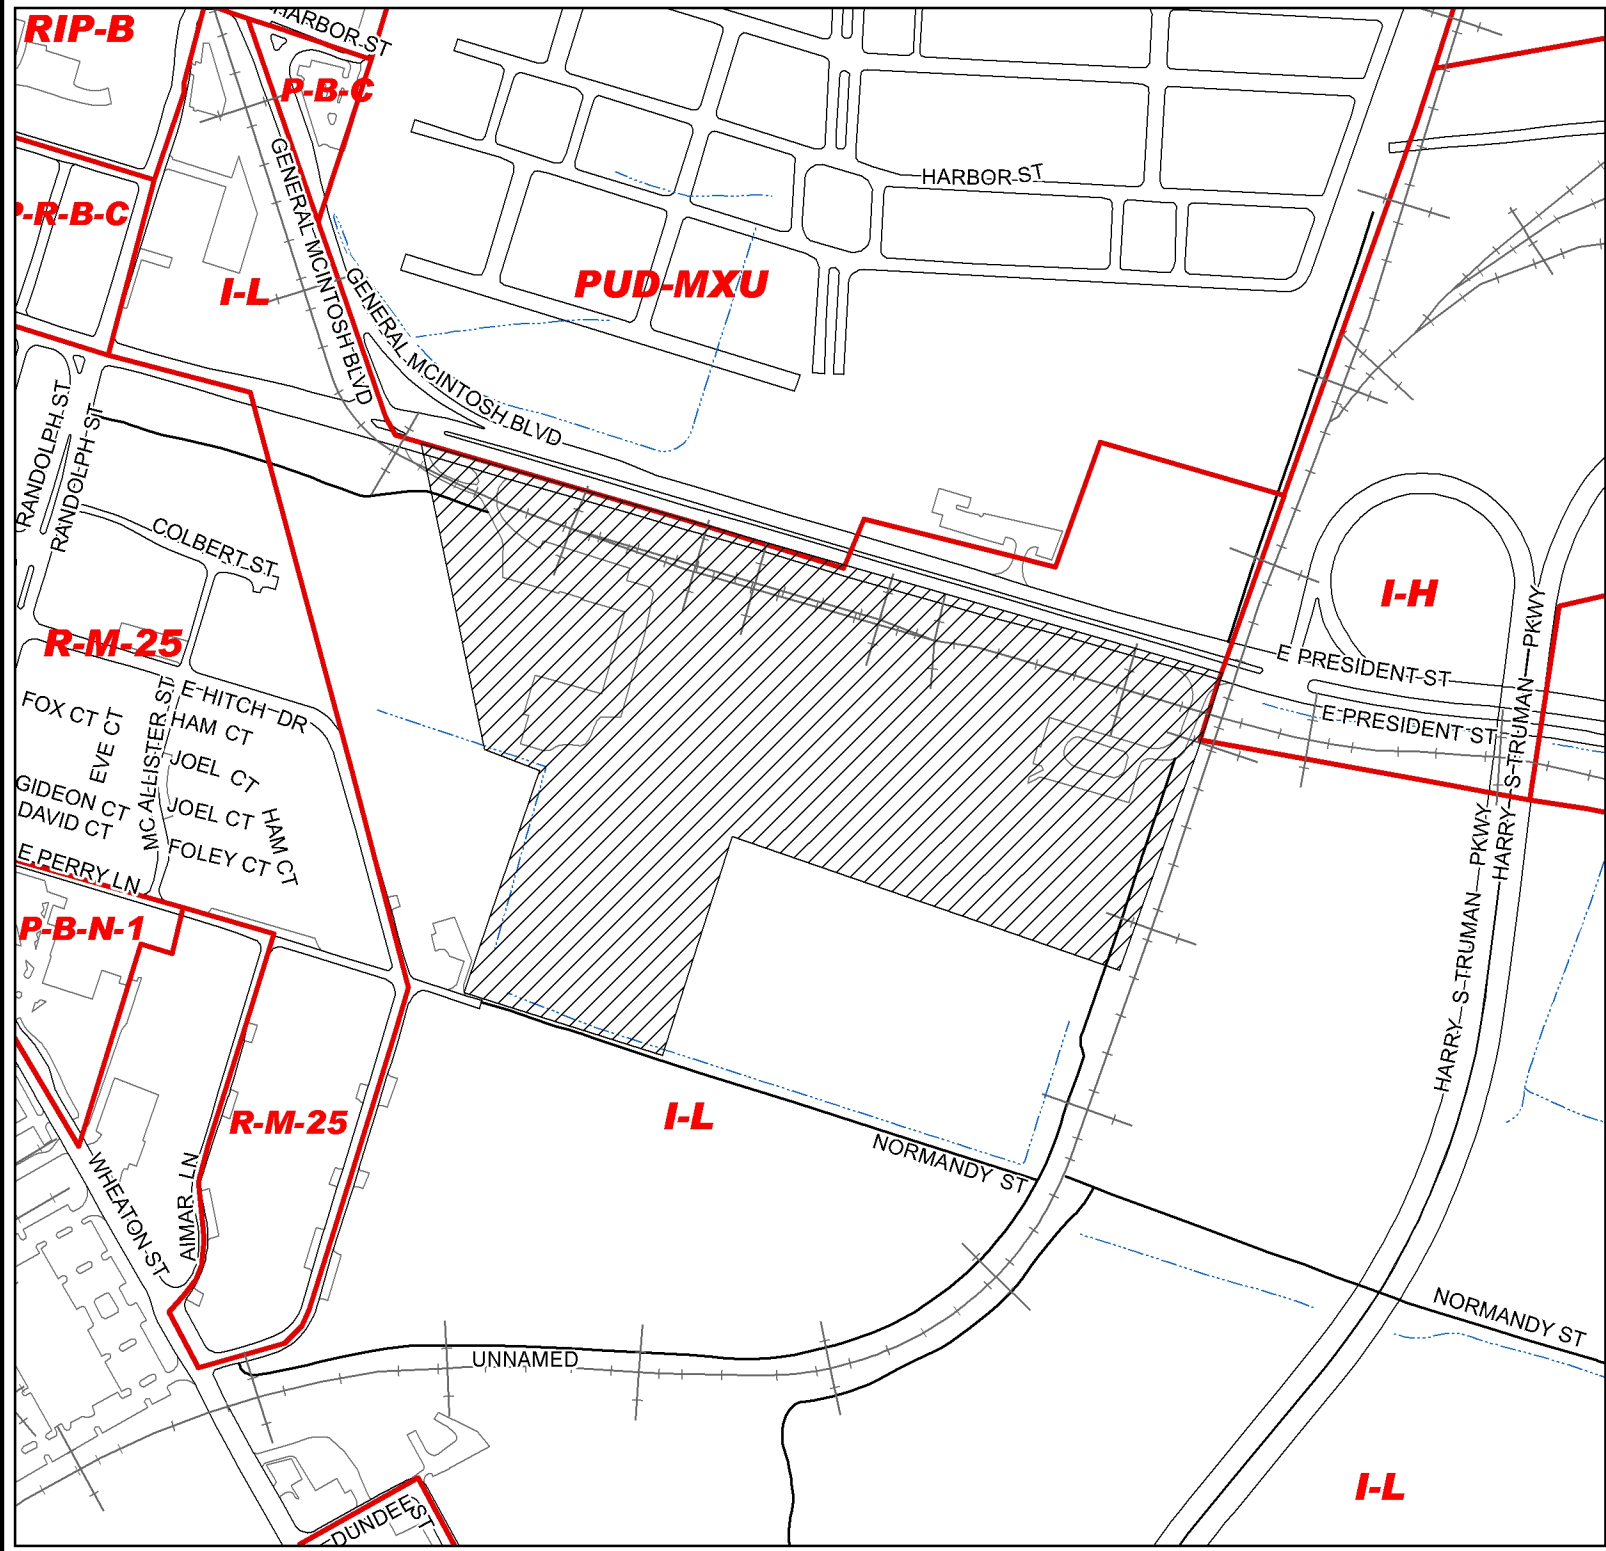 RIP-B
HARBOR ST
P-B-C
P-R-B-C
I-L
GENERAL MCINTOSH BLVD
GENERAL MCINTOSH BLVD
PUD-MXU
HARBOR ST
RANDOLPH ST
RANDOLPH ST
COLBERT ST
R-M-25
E HITCH DR
FOX CT
EVE CT
MC ALLISTER ST
HAM CT
JOEL CT
GIDEON CT
DAVID CT
JOEL CT
HAM CT
FOLEY CT
E PERRY LN
P-B-N-1
I-H
E PRESIDENT ST
E PRESIDENT ST
HARRY S TRUMAN PKWY
HARRY S TRUMAN PKWY
R-M-25
I-L
NORMANDY ST
WHEATON ST
AIMAR LN
NORMANDY ST
UNNAMED
I-L
DUNDEE ST